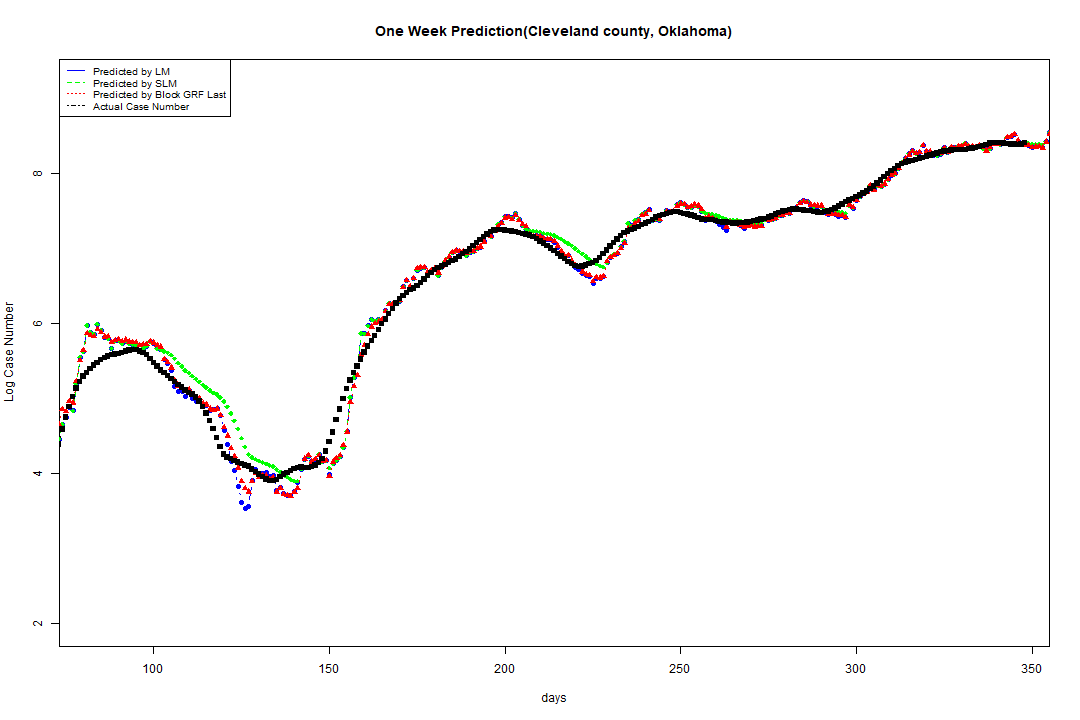 One Week Prediction(Cleveland county, Oklahoma)
Predicted by LM
Predicted by SLM
Predicted by Block GRF Last
Actual Case Number
8
6
4
2
Log Case Number
100 150 200 250 300 350
days